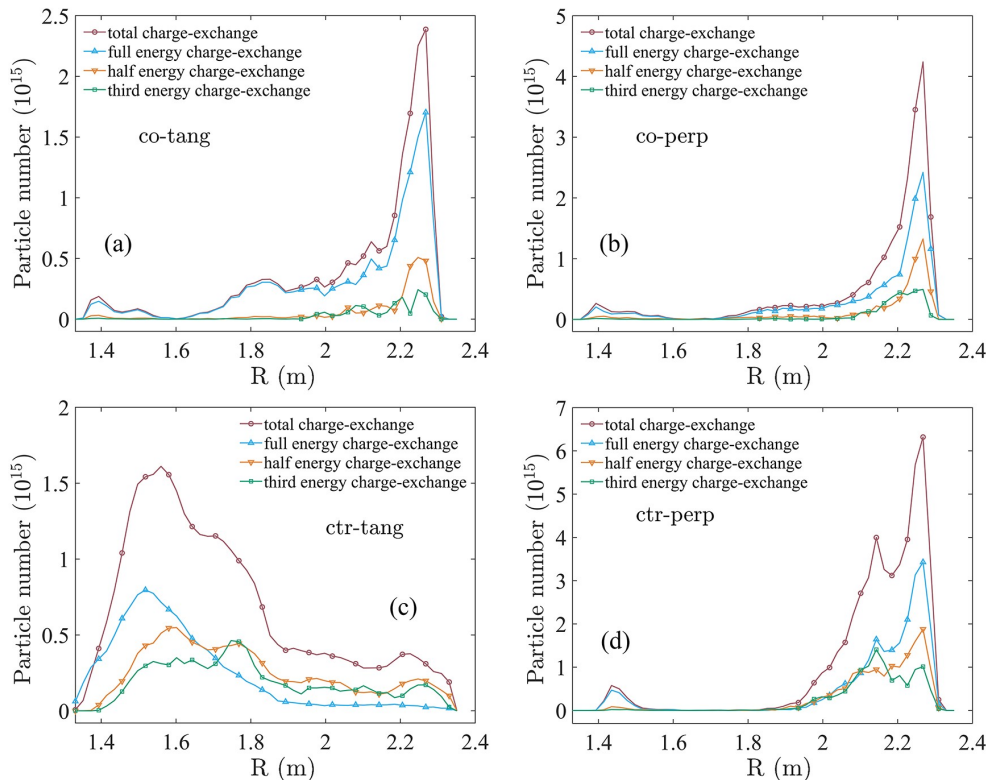 2.5
2
1.5
1
0.5
0
Particle number (10^15)
total charge-exchange
full energy charge-exchange
half energy charge-exchange
third energy charge-exchange
co-tang
(a)
1.4 1.6 1.8 2 2.2 2.4
R (m)
5
4
3
2
1
0
Particle number (10^15)
total charge-exchange
full energy charge-exchange
half energy charge-exchange
third energy charge-exchange
co-perp
(b)
1.4 1.6 1.8 2 2.2 2.4
R (m)
2
1.5
1
0.5
0
Particle number (10^15)
total charge-exchange
full energy charge-exchange
half energy charge-exchange
third energy charge-exchange
ctr-tang
(c)
1.4 1.6 1.8 2 2.2 2.4
R (m)
7
6
5
4
3
2
1
0
Particle number (10^15)
total charge-exchange
full energy charge-exchange
half energy charge-exchange
third energy charge-exchange
ctr-perp
(d)
1.4 1.6 1.8 2 2.2 2.4
R (m)